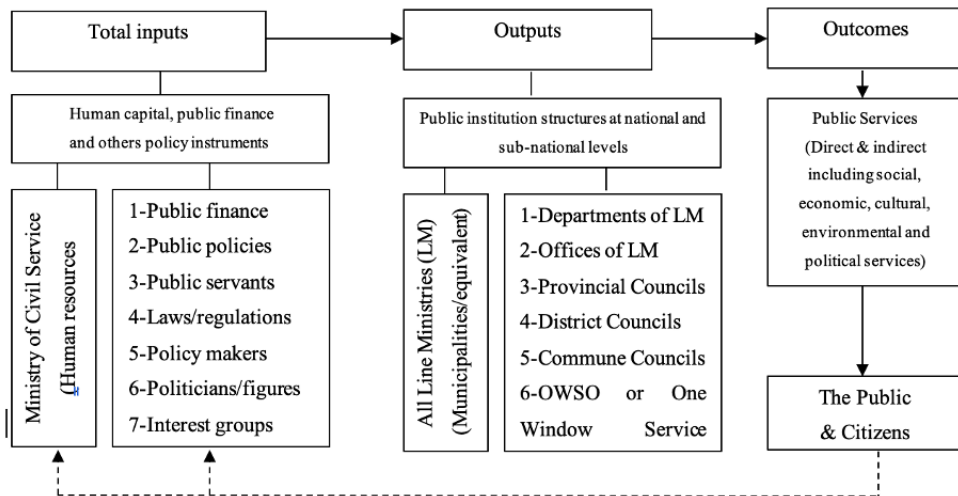 Total inputs
Outputs
Outcomes
Human capital, public finance
and others policy instruments
Public institution structures at national and
sub-national levels
Public Services
(Direct & indirect
including social,
economic, cultural,
environmental and
political services)
Ministry of Civil Service
(Human resources
1-Public finance
2-Public policies
3-Public servants
4-Laws/regulations
5-Policy makers
6-Politicians/figures
7-Interest groups
All Line Ministries (LM)
(Municipalities/equivalent)
1-Departments of LM
2-Offices of LM
3-Provincial Councils
4-District Councils
5-Commune Councils
6-OWSO or One
Window Service
The Public
& Citizens